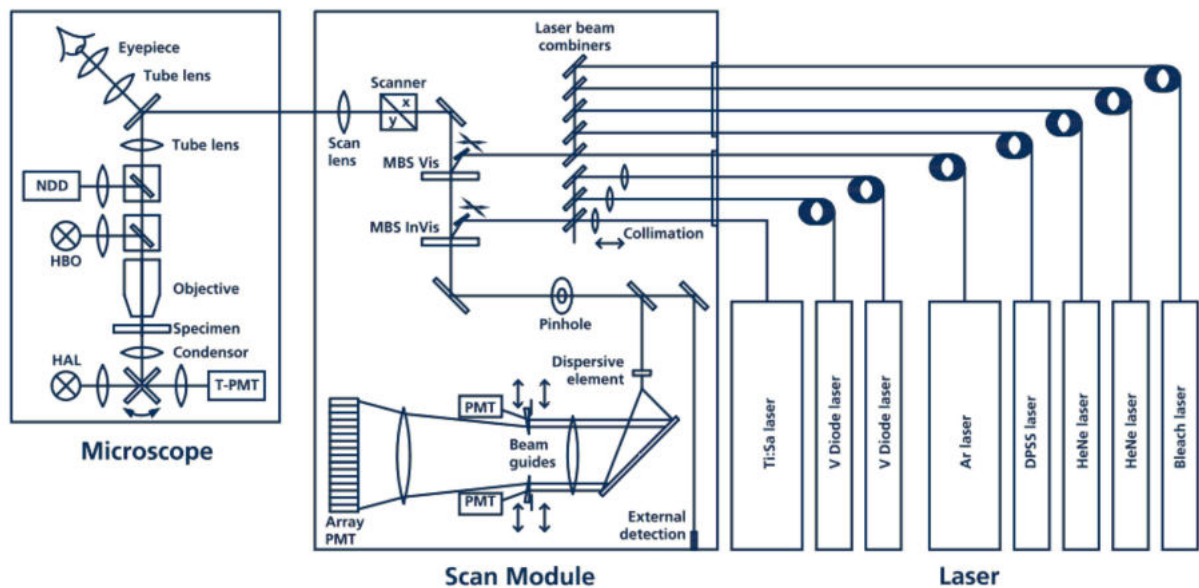 Eyepiece
Tube lens
Tube lens
NDD
HBO
Objective
Specimen
Condensor
HAL
T-PMT
Microscope
Laser beam
combiners
Scanner
x
y
Scan
lens
MBS Vis
MBS InVis
Collimation
Pinhole
Dispersive
element
PMT
Beam
guides
PMT
Array
PMT
External
detection
Scan Module
Ti:Sa laser
V Diode laser
V Diode laser
Ar laser
DPSS laser
HeNe laser
HeNe laser
Bleach laser
Laser